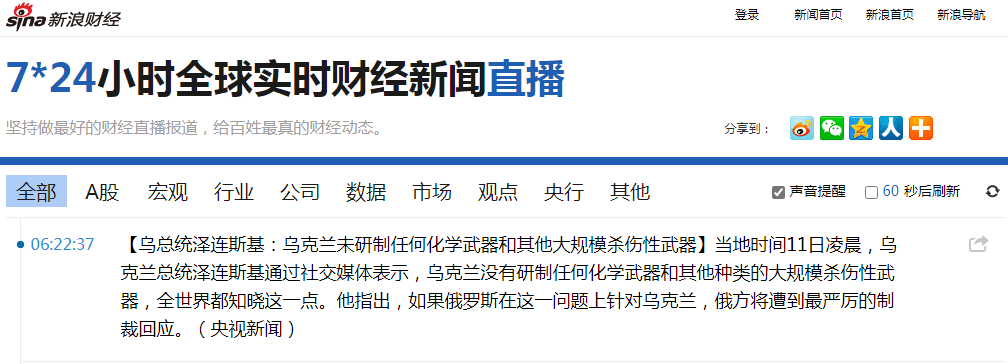 sina 新浪财经
登录 新闻首页 新浪首页 新浪导航
7*24小时全球实时财经新闻直播
坚持做最好的财经直播报道，给百姓最真的财经动态。
分享到：
全部 A股 宏观 行业 公司 数据 市场 观点 央行 其他 声音提醒 60 秒后刷新
06:22:37 【乌总统泽连斯基：乌克兰未研制任何化学武器和其他大规模杀伤性武器】当地时间11日凌晨，乌
克兰总统泽连斯基通过社交媒体表示，乌克兰没有研制任何化学武器和其他种类的大规模杀伤性武
器，全世界都知晓这一点。他指出，如果俄罗斯在这一问题上针对乌克兰，俄方将遭到最严厉的制
裁回应。（央视新闻）